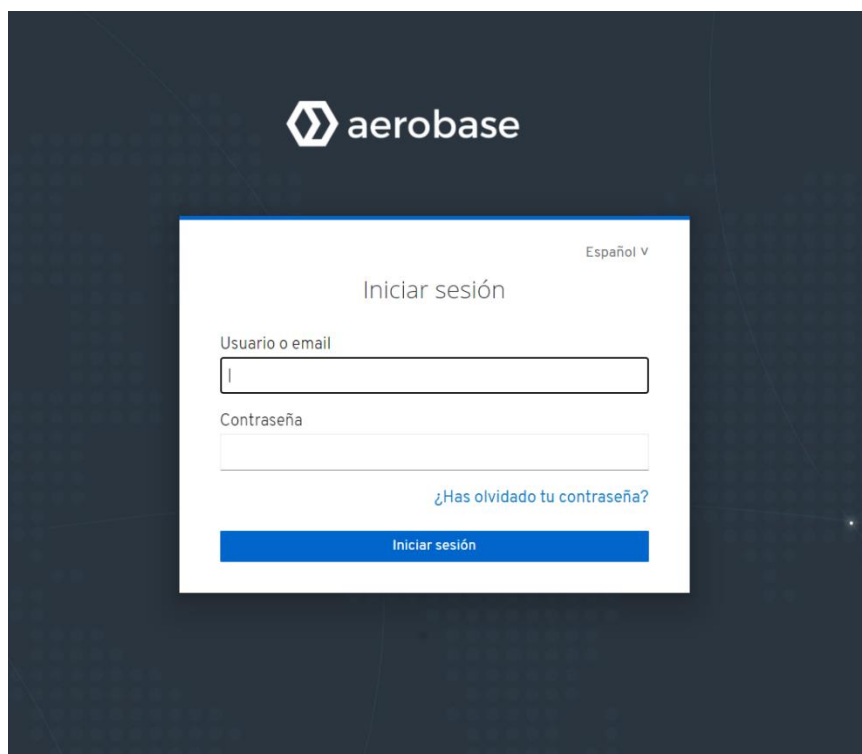 aerobase
Español
Iniciar sesión
Usuario o email
Contraseña
¿Has olvidado tu contraseña?
Iniciar sesión